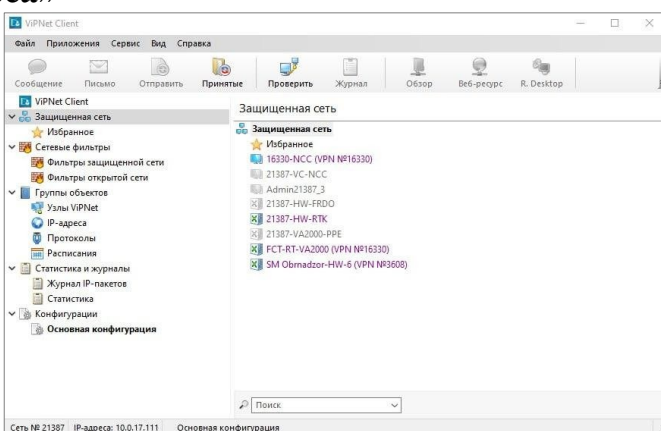 ViPNet Client
Файл Приложения Сервис Вид Справка
Сообщение Письмо Отправить Принятые Проверить Журнал Обзор Веб-ресурс R. Desktop
ViPNet Client
Защищенная сеть
Избранное
Сетевые фильтры
Фильтры защищенной сети
Фильтры открытой сети
Группы объектов
Узлы ViPNet
IP-адреса
Протоколы
Расписания
Статистика и журналы
Журнал IP-пакетов
Статистика
Конфигурации
Основная конфигурация
Защищенная сеть
Защищенная сеть
Избранное
16330-NCC (VPN №16330)
21387-VC-NCC
Admin21387_3
21387-HW-FRDO
21387-HW-RTK
21387-VA2000-PPE
FCT-RT-VA2000 (VPN №16330)
SM Obrnadzor-HW-6 (VPN №3608)
Поиск
Сеть № 21387 IP-адреса: 10.0.17.111 Основная конфигурация